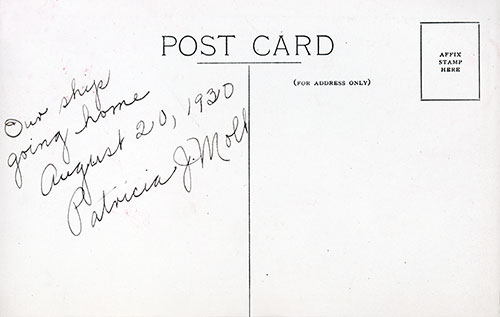 POST CARD
AFFIX
STAMP
HERE
(FOR ADDRESS ONLY)
Our ship
going home
August 20, 1930
Patricia J. Moll